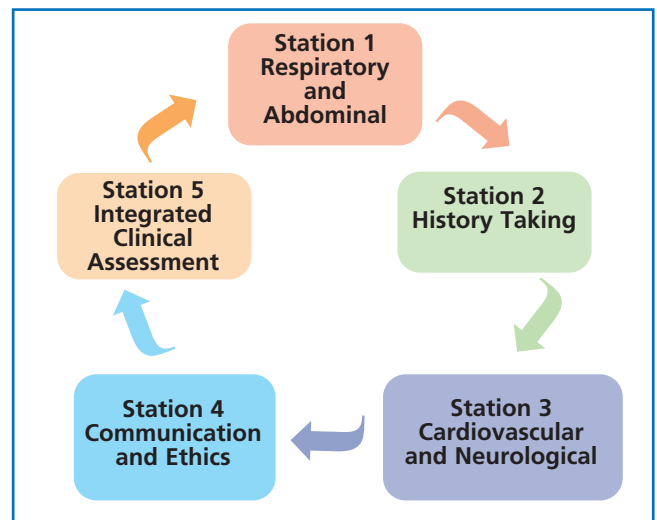 Station 1
Respiratory
and
Abdominal
Station 2
History Taking
Station 3
Cardiovascular
and Neurological
Station 4
Communication
and Ethics
Station 5
Integrated
Clinical
Assessment